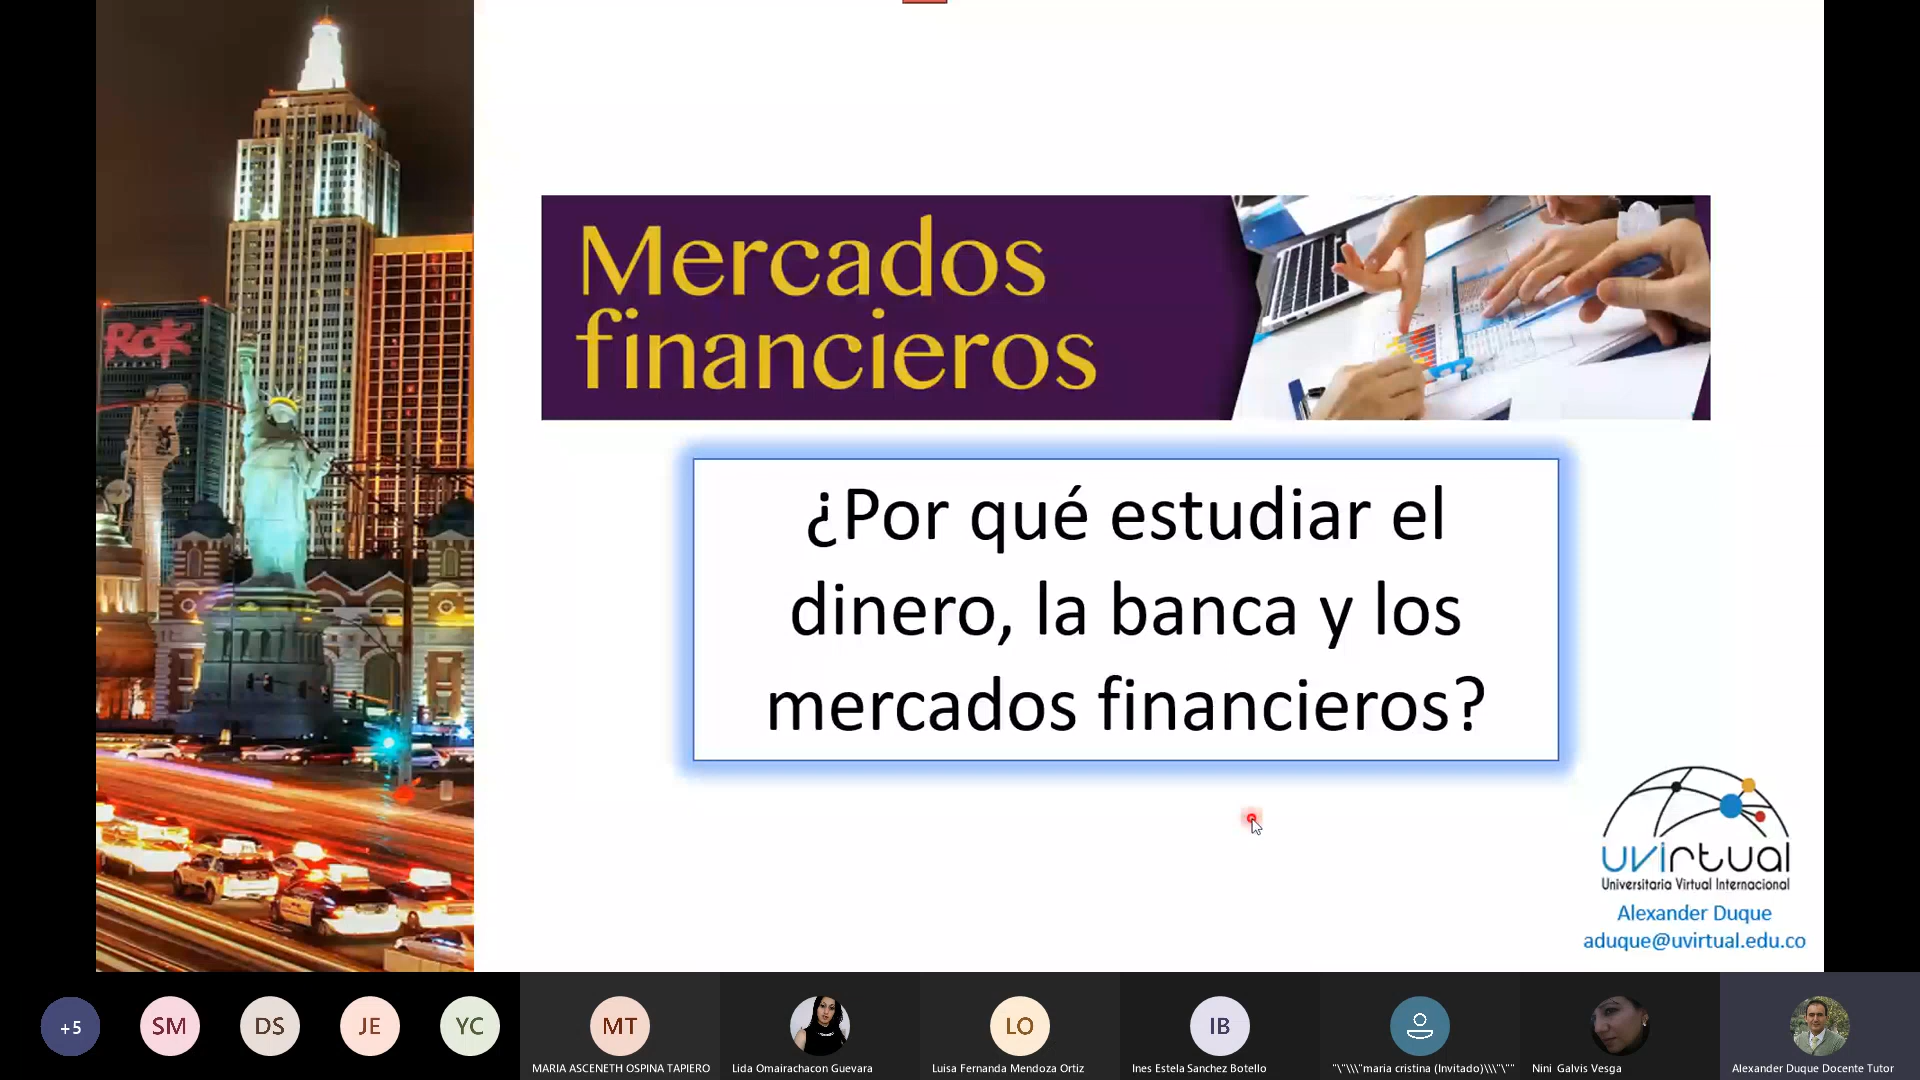 Rok
Mercados
financieros
¿Por qué estudiar el
dinero, la banca y los
mercados financieros?
uvirtual
Universitaria Virtual Internacional
Alexander Duque
aduque@uvirtual.edu.co
+5
SM
DS
JE
YC
MT
LO
IB
MARIA ASCENETH OSPINA TAPIERO
Lida Omairachacon Guevara
Luisa Fernanda Mendoza Ortiz
Ines Estela Sanchez Botello
"\"\\\"maria cristina (Invitado)\\\"\""
Nini Galvis Vesga
Alexander Duque Docente Tutor